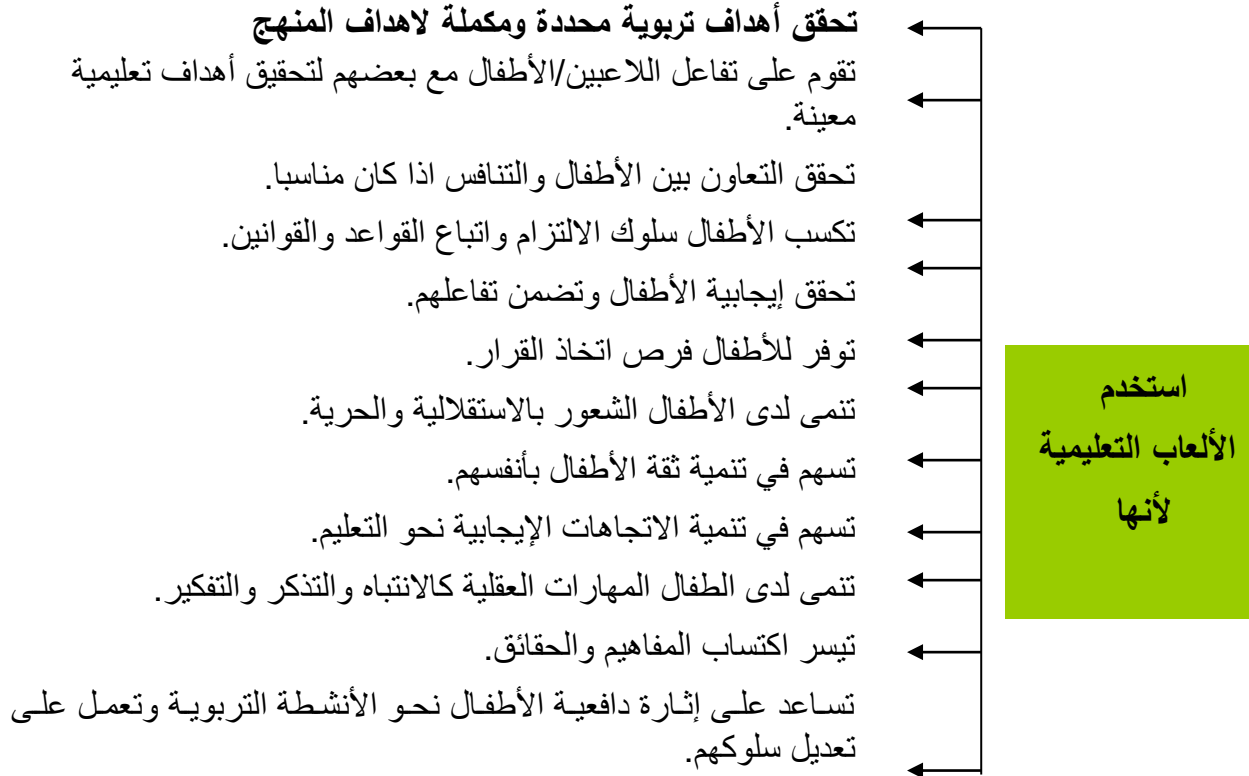 استخدم
الألعاب التعليمية
لأنها
تحقق أهداف تربوية محددة ومكملة لاهداف المنهج
تقوم على تفاعل اللاعبين/الأطفال مع بعضهم لتحقيق أهداف تعليمية
معينة.
تحقق التعاون بين الأطفال والتنافس اذا كان مناسبا.
تكسب الأطفال سلوك الالتزام واتباع القواعد والقوانين.
تحقق إيجابية الأطفال وتضمن تفاعلهم.
توفر للأطفال فرص اتخاذ القرار.
تنمى لدى الأطفال الشعور بالاستقلالية والحرية.
تسهم في تنمية ثقة الأطفال بأنفسهم.
تسهم في تنمية الاتجاهات الإيجابية نحو التعليم.
تنمى لدى الطفال المهارات العقلية كالانتباه والتذكر والتفكير.
تيسر اكتساب المفاهيم والحقائق.
تساعد على إثارة دافعية الأطفال نحو الأنشطة التربوية وتعمل على
تعديل سلوكهم.